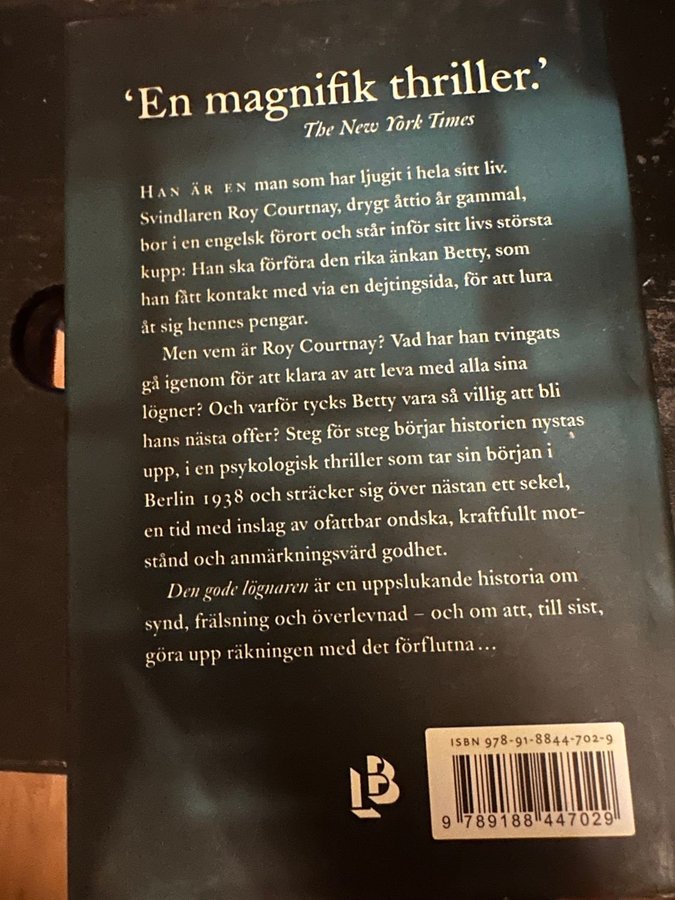 ‘En magnifik thriller.’
The New York Times
HAN ÄR EN man som har ljugit i hela sitt liv.
Svindlaren Roy Courtnay, drygt åttio år gammal,
bor i en engelsk förort och står inför sitt livs största
kupp: Han ska förföra den rika änkan Betty, som
han fått kontakt med via en dejtingsida, för att lura
åt sig hennes pengar.
Men vem är Roy Courtnay? Vad har han tvingats
gå igenom för att klara av att leva med alla sina
lögner? Och varför tycks Betty vara så villig att bli
hans nästa offer? Steg för steg börjar historien nystas
upp, i en psykologisk thriller som tar sin början i
Berlin 1938 och sträcker sig över nästan ett sekel,
en tid med inslag av ofattbar ondska, kraftfullt mot-
stånd och anmärkningsvärd godhet.
Den gode lögnaren är en uppslukande historia om
synd, frälsning och överlevnad – och om att, till sist,
göra upp räkningen med det förflutna...
ISBN 978-91-8844-702-9
9 789188 447029
LB